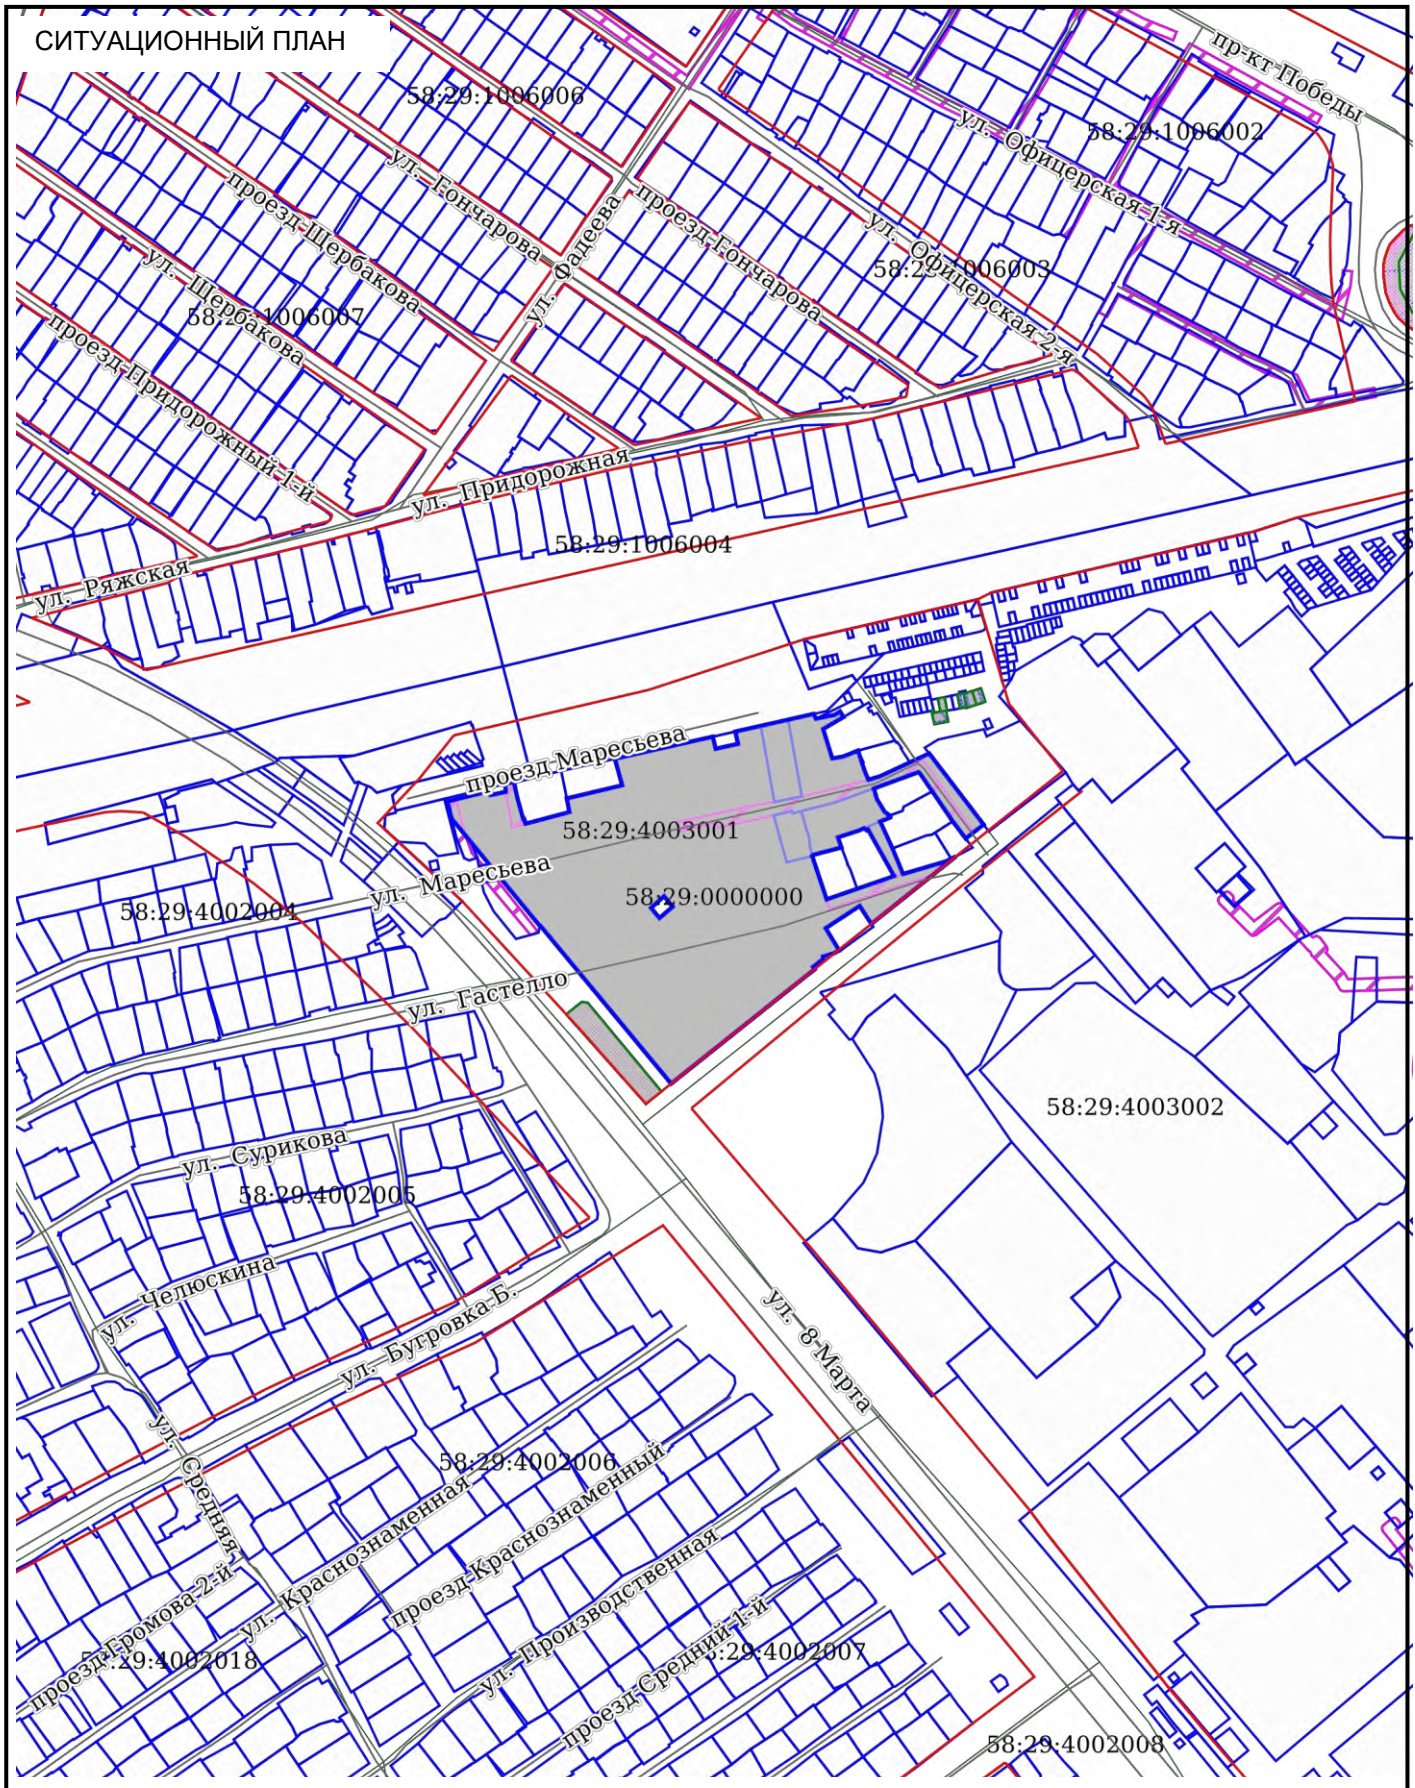 СИТУАЦИОННЫЙ ПЛАН
пр-кт Победы
58:29:1006006
58:29:1006002
ул. Офицерская 1-я
ул. Гончарова
проезд Щербакова
ул. Фадеева
проезд Гончарова
ул. Офицерская 2-я
58:29:1006003
ул. Щербакова
58:29:1006007
проезд Придорожный 1-й
ул. Придорожная
58:29:1006004
ул. Ряжская
проезд Маресьева
58:29:4003001
ул. Маресьева
58:29:0000000
58:29:4002004
ул. Гастелло
58:29:4003002
ул. Сурикова
58:29:4002005
ул. Челюскина
ул. Бугровка Б.
ул. 8 Марта
ул. Средняя
58:29:4002006
ул. Краснознаменная
проезд Краснознаменный
ул. Производственная
проезд Громова 2-й
проезд Средний 1-й
58:29:4002018
58:29:4002007
58:29:4002008